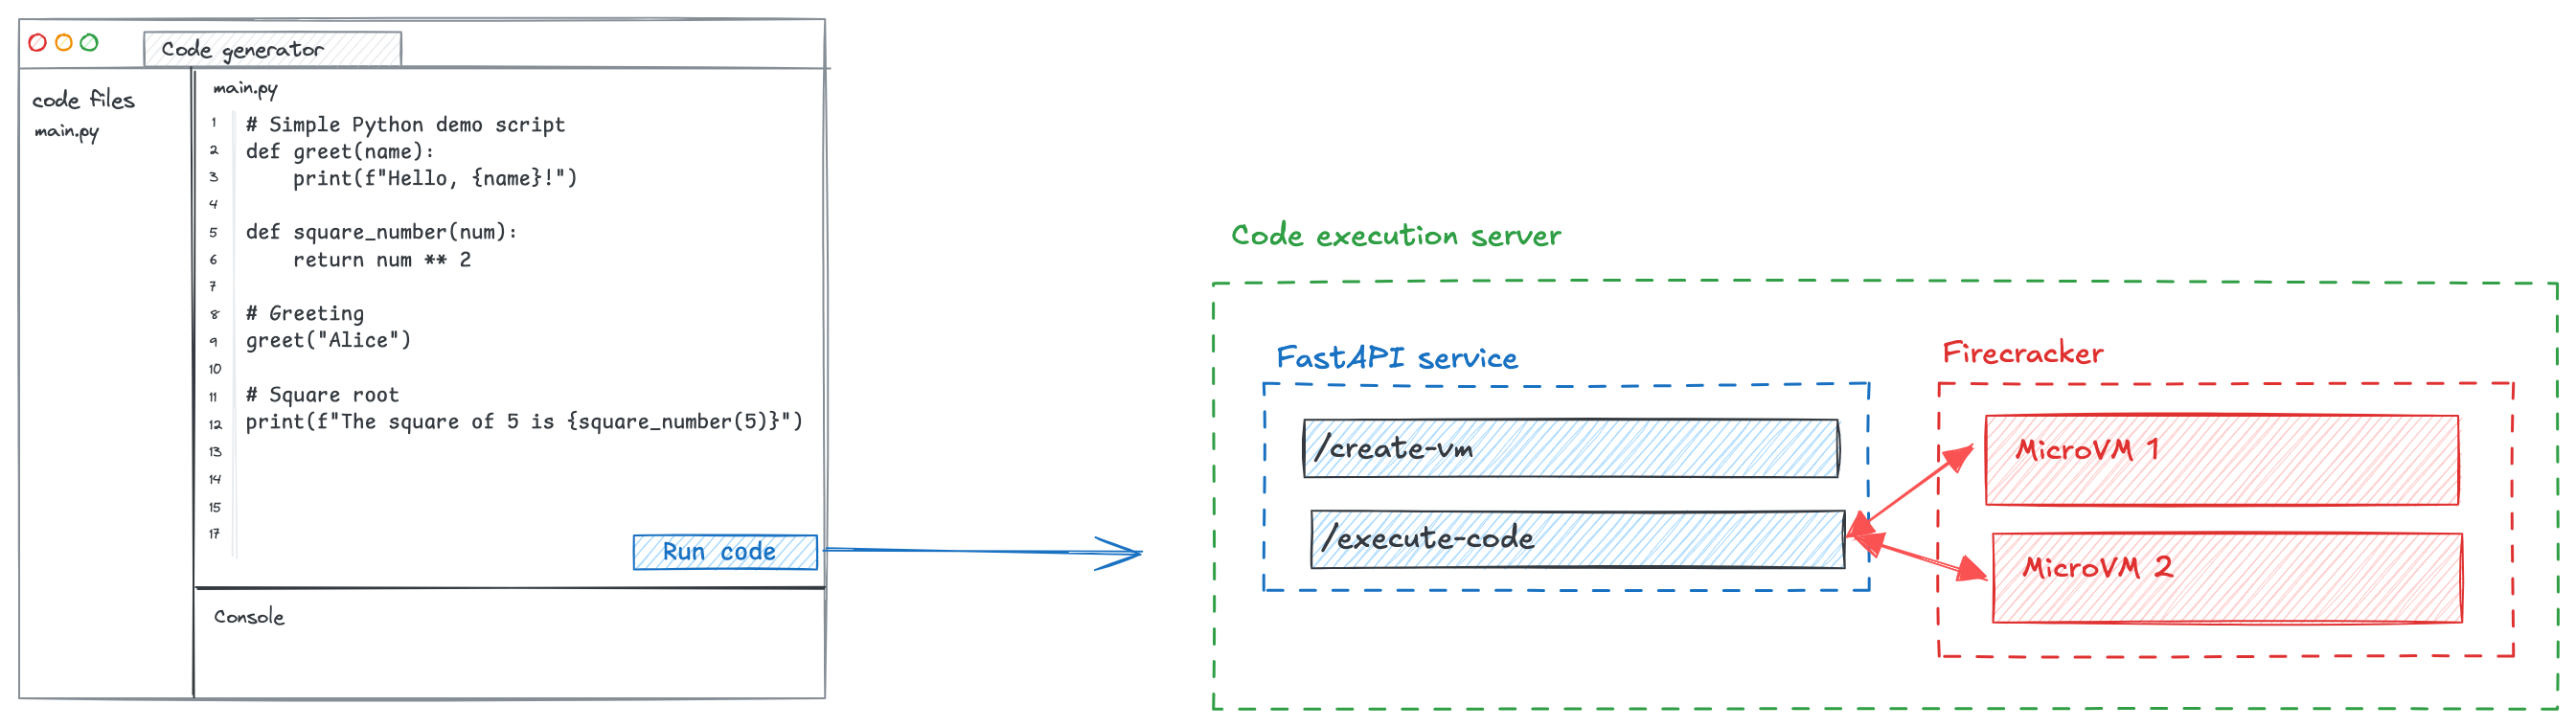 Code generator
code files
main.py
main.py
1 # Simple Python demo script
2 def greet(name):
3     print(f"Hello, {name}!")
4
5 def square_number(num):
6     return num ** 2
7
8 # Greeting
9 greet("Alice")
10
11 # Square root
12 print(f"The square of 5 is {square_number(5)}")
13
14
15
17
Run code
Console
Code execution server
FastAPI service
/create-vm
/execute-code
Firecracker
MicroVM 1
MicroVM 2